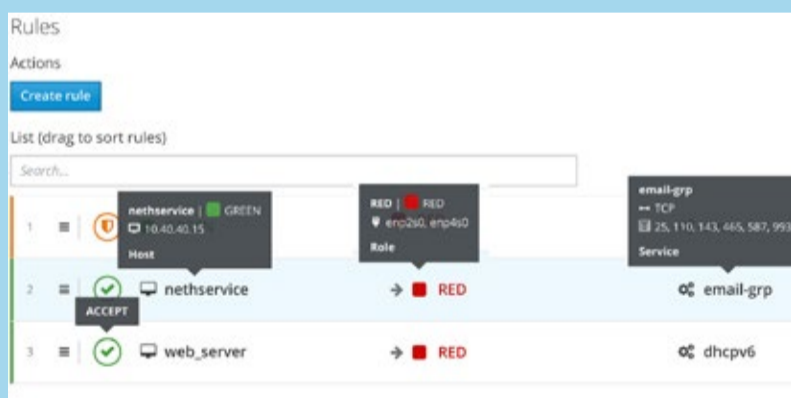 Rules
Actions
Create rule
List (drag to sort rules)
Search...
nethservice | GREEN
10.40.40.15
Host
RED | RED
enp2s0, enp4s0
Role
email-grp
TCP
25, 110, 143, 465, 587, 993
Service
1
2 nethservice RED email-grp
ACCEPT
3 web_server RED dhcpv6